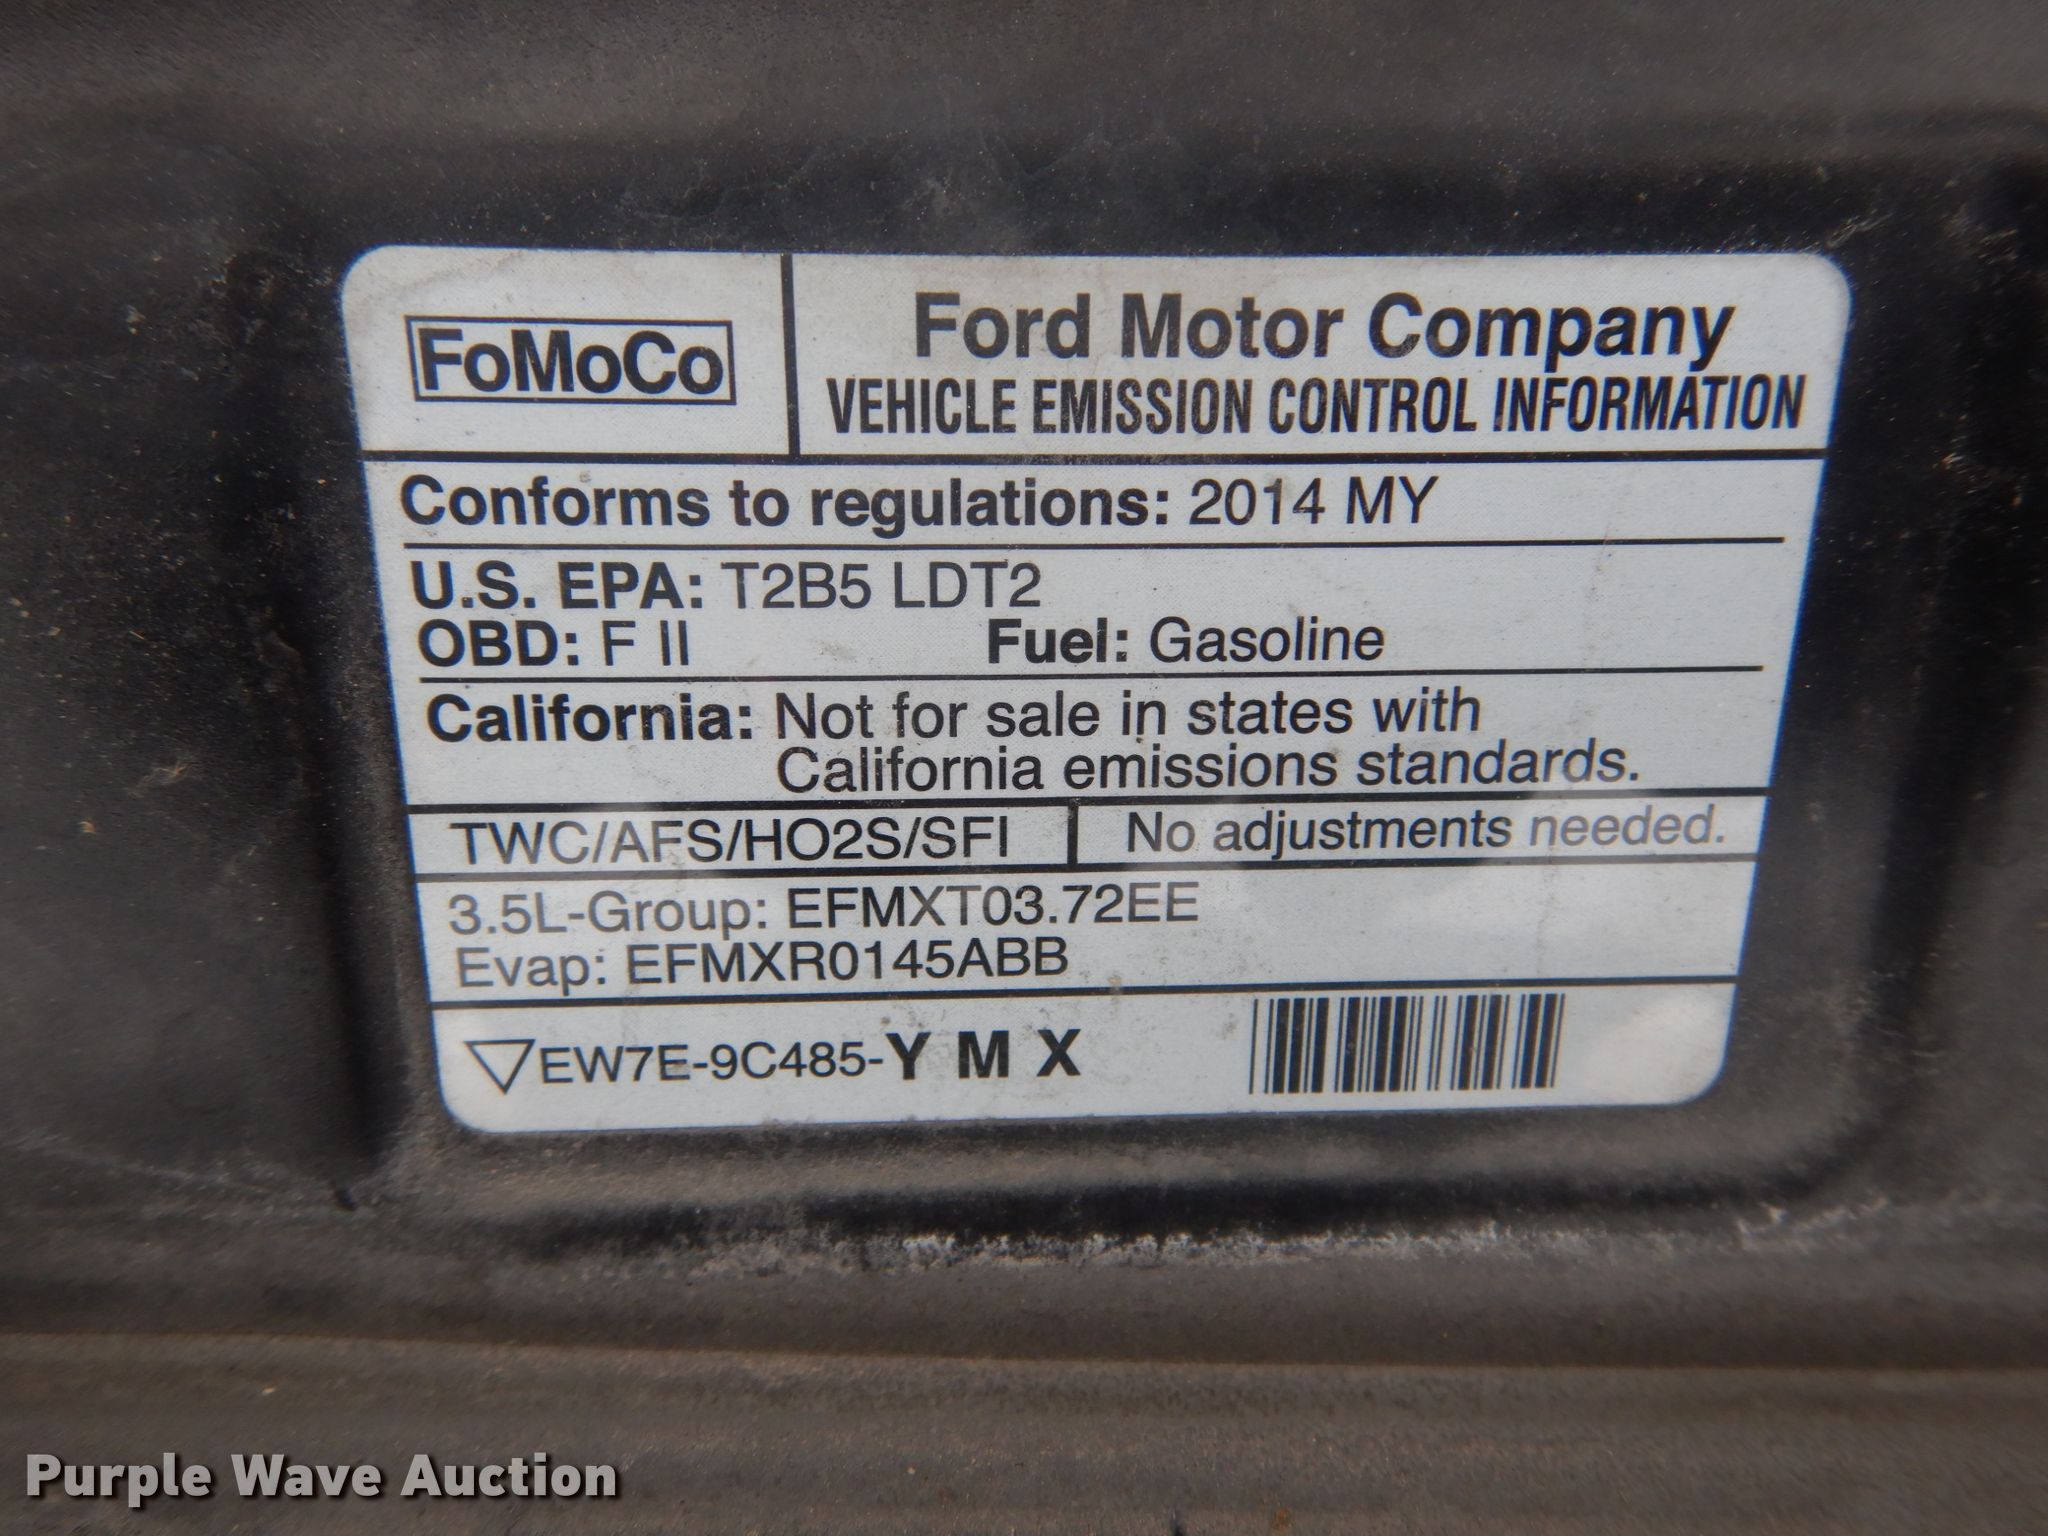 FoMoCo
Ford Motor Company
VEHICLE EMISSION CONTROL INFORMATION
Conforms to regulations: 2014 MY
U.S. EPA: T2B5 LDT2
OBD: F II Fuel: Gasoline
California: Not for sale in states with
California emissions standards.
TWC/AFS/HO2S/SFI No adjustments needed.
3.5L-Group: EFMXT03.72EE
Evap: EFMXR0145ABB
EW7E-9C485-Y M X
Purple Wave Auction